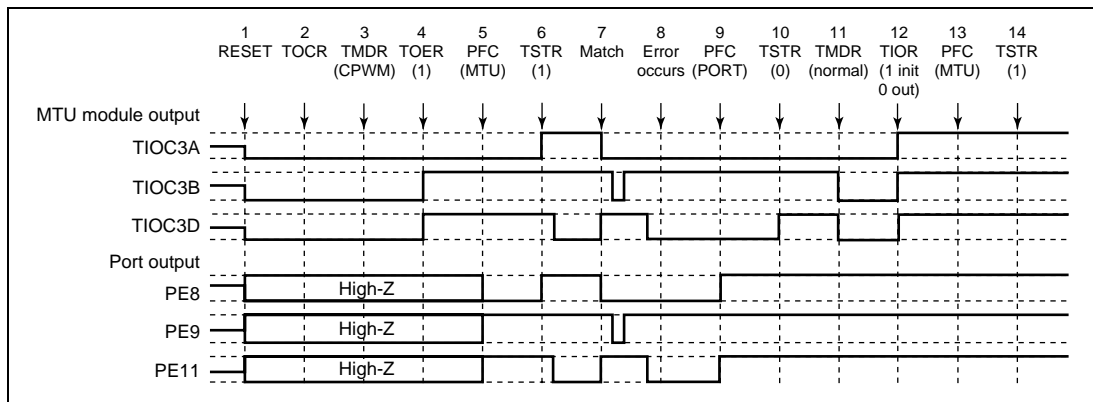 1 2 3 4 5 6 7 8 9 10 11 12 13 14
RESET TOCR TMDR TOER PFC TSTR Match Error PFC TSTR TMDR TIOR PFC TSTR
(CPWM) (1) (MTU) (1) occurs (PORT) (0) (normal) (1 init (MTU) (1)
0 out)
MTU module output
TIOC3A
TIOC3B
TIOC3D
Port output
PE8 High-Z
PE9 High-Z
PE11 High-Z